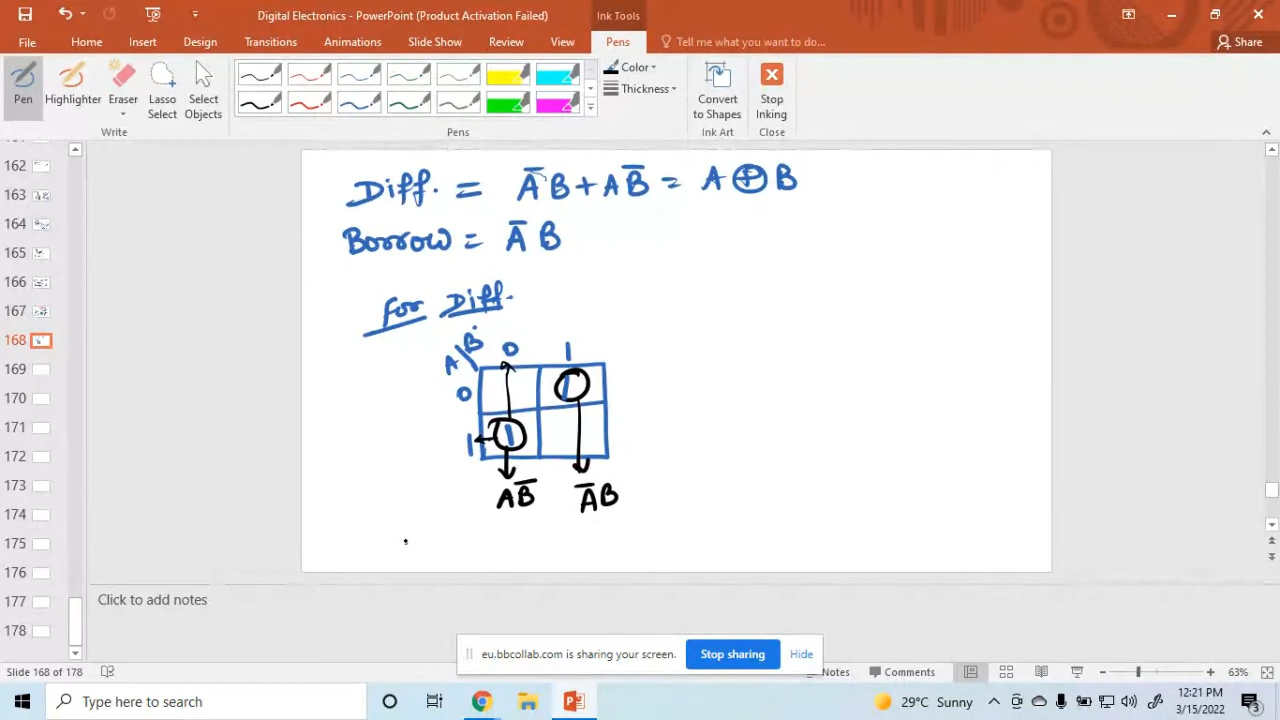 Digital Electronics - PowerPoint (Product Activation Failed)
Ink Tools
File Home Insert Design Transitions Animations Slide Show Review View Pens Tell me what you want to do... Share
Pen Highlighter Eraser Lasso Select Select Objects
Color
Thickness
Convert to Shapes
Stop Inking
Write Pens Ink Art Close
162
163
164
165
166
167
168
169
170
171
172
173
174
175
176
177
178
Diff. = A̅B + AB̅ = A ⊕ B
Borrow = A̅ B
For Diff.
A\B 0 1
0 1
1 1
AB̅ A̅B
Click to add notes
eu.bbcollab.com is sharing your screen. Stop sharing Hide
Slide 168 of 178 Notes Comments 63%
Type here to search
29°C Sunny
12:21 PM
3/15/2022
3